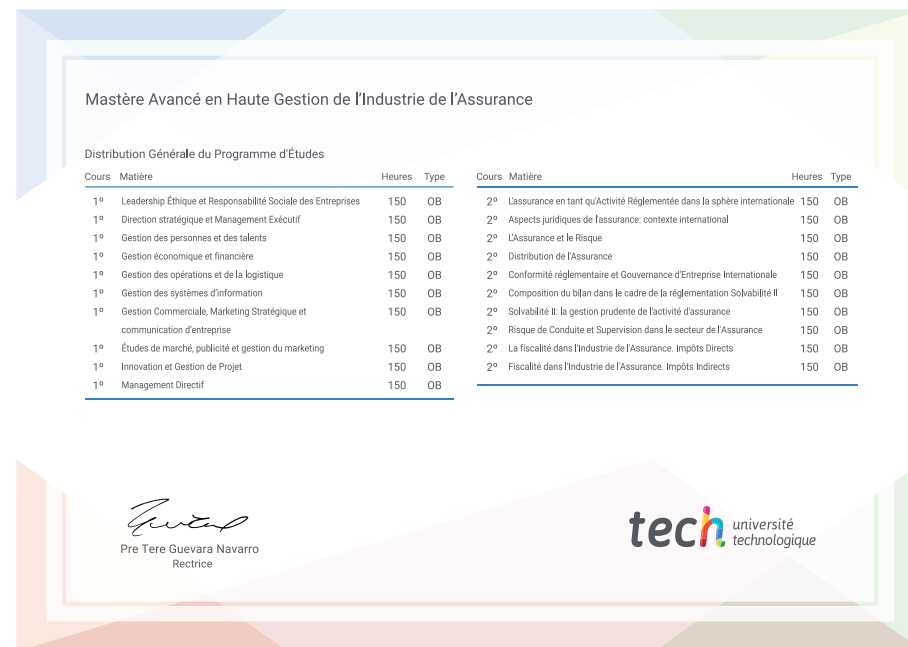 Mastère Avancé en Haute Gestion de l'Industrie de l'Assurance
Distribution Générale du Programme d'Études
Cours Matière Heures Type
1º Leadership Éthique et Responsabilité Sociale des Entreprises 150 OB
1º Direction stratégique et Management Exécutif 150 OB
1º Gestion des personnes et des talents 150 OB
1º Gestion économique et financière 150 OB
1º Gestion des opérations et de la logistique 150 OB
1º Gestion des systèmes d'information 150 OB
1º Gestion Commerciale, Marketing Stratégique et 150 OB
communication d'entreprise
1º Études de marché, publicité et gestion du marketing 150 OB
1º Innovation et Gestion de Projet 150 OB
1º Management Directif 150 OB
Cours Matière Heures Type
2º L'assurance en tant qu'Activité Réglementée dans la sphère internationale 150 OB
2º Aspects juridiques de l'assurance: contexte international 150 OB
2º L'Assurance et le Risque 150 OB
2º Distribution de l'Assurance 150 OB
2º Conformité réglementaire et Gouvernance d'Entreprise Internationale 150 OB
2º Composition du bilan dans le cadre de la réglementation Solvabilité II 150 OB
2º Solvabilité II: la gestion prudente de l'activité d'assurance 150 OB
2º Risque de Conduite et Supervision dans le secteur de l'Assurance 150 OB
2º La fiscalité dans l'Industrie de l'Assurance. Impôts Directs 150 OB
2º Fiscalité dans l'Industrie de l'Assurance. Impôts Indirects 150 OB
Pre Tere Guevara Navarro
Rectrice
tech université
technologique